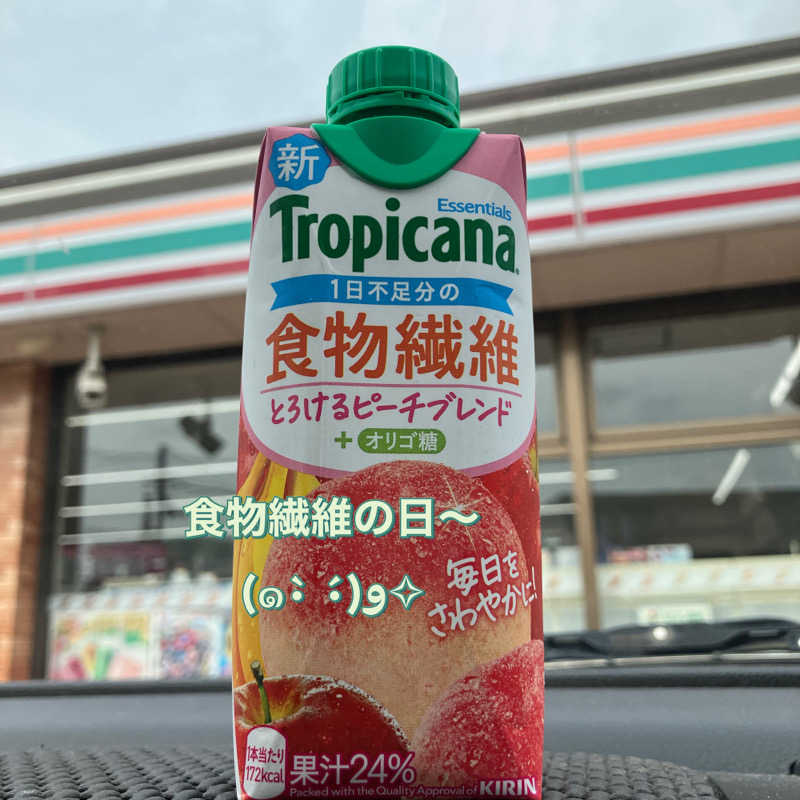 新
Essentials
Tropicana
1日不足分の
食物繊維
とろけるピーチブレンド
+オリゴ糖
食物繊維の日〜
毎日を
さわやかに!
(๑•̀ •́)و✧
1本当たり
172kcal
果汁24%
Packed with the Quality Approval of KIRIN